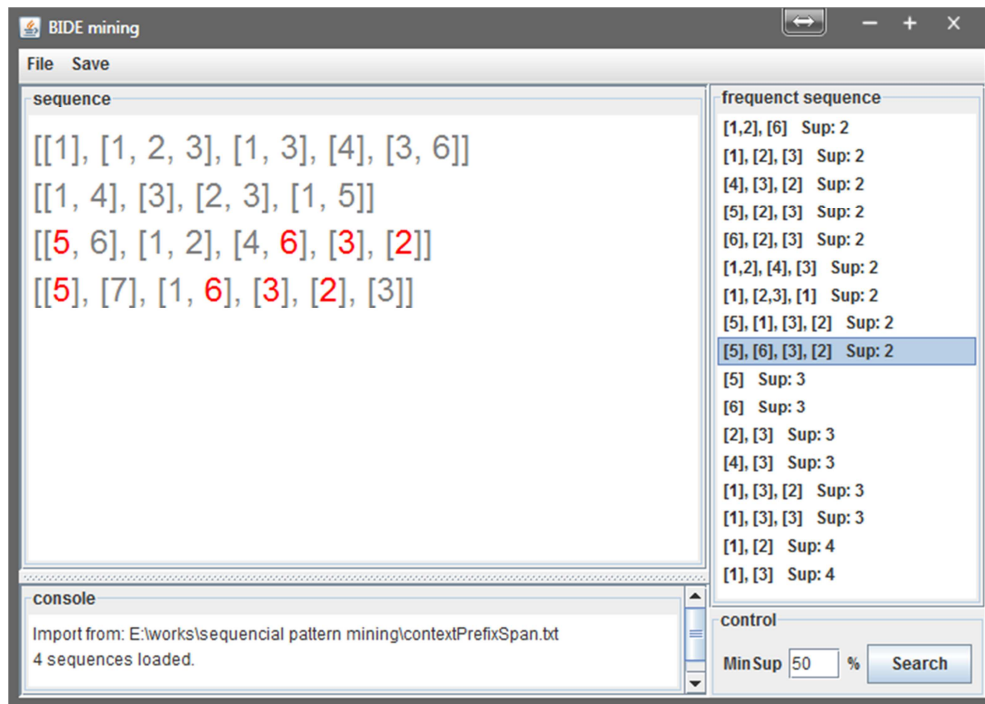 BIDE mining
File Save
sequence
[[1], [1, 2, 3], [1, 3], [4], [3, 6]]
[[1, 4], [3], [2, 3], [1, 5]]
[[5, 6], [1, 2], [4, 6], [3], [2]]
[[5], [7], [1, 6], [3], [2], [3]]
frequenct sequence
[1,2], [6] Sup: 2
[1], [2], [3] Sup: 2
[4], [3], [2] Sup: 2
[5], [2], [3] Sup: 2
[6], [2], [3] Sup: 2
[1,2], [4], [3] Sup: 2
[1], [2,3], [1] Sup: 2
[5], [1], [3], [2] Sup: 2
[5], [6], [3], [2] Sup: 2
[5] Sup: 3
[6] Sup: 3
[2], [3] Sup: 3
[4], [3] Sup: 3
[1], [3], [2] Sup: 3
[1], [3], [3] Sup: 3
[1], [2] Sup: 4
[1], [3] Sup: 4
console
Import from: E:\works\sequencial pattern mining\contextPrefixSpan.txt
4 sequences loaded.
control
MinSup 50 % Search